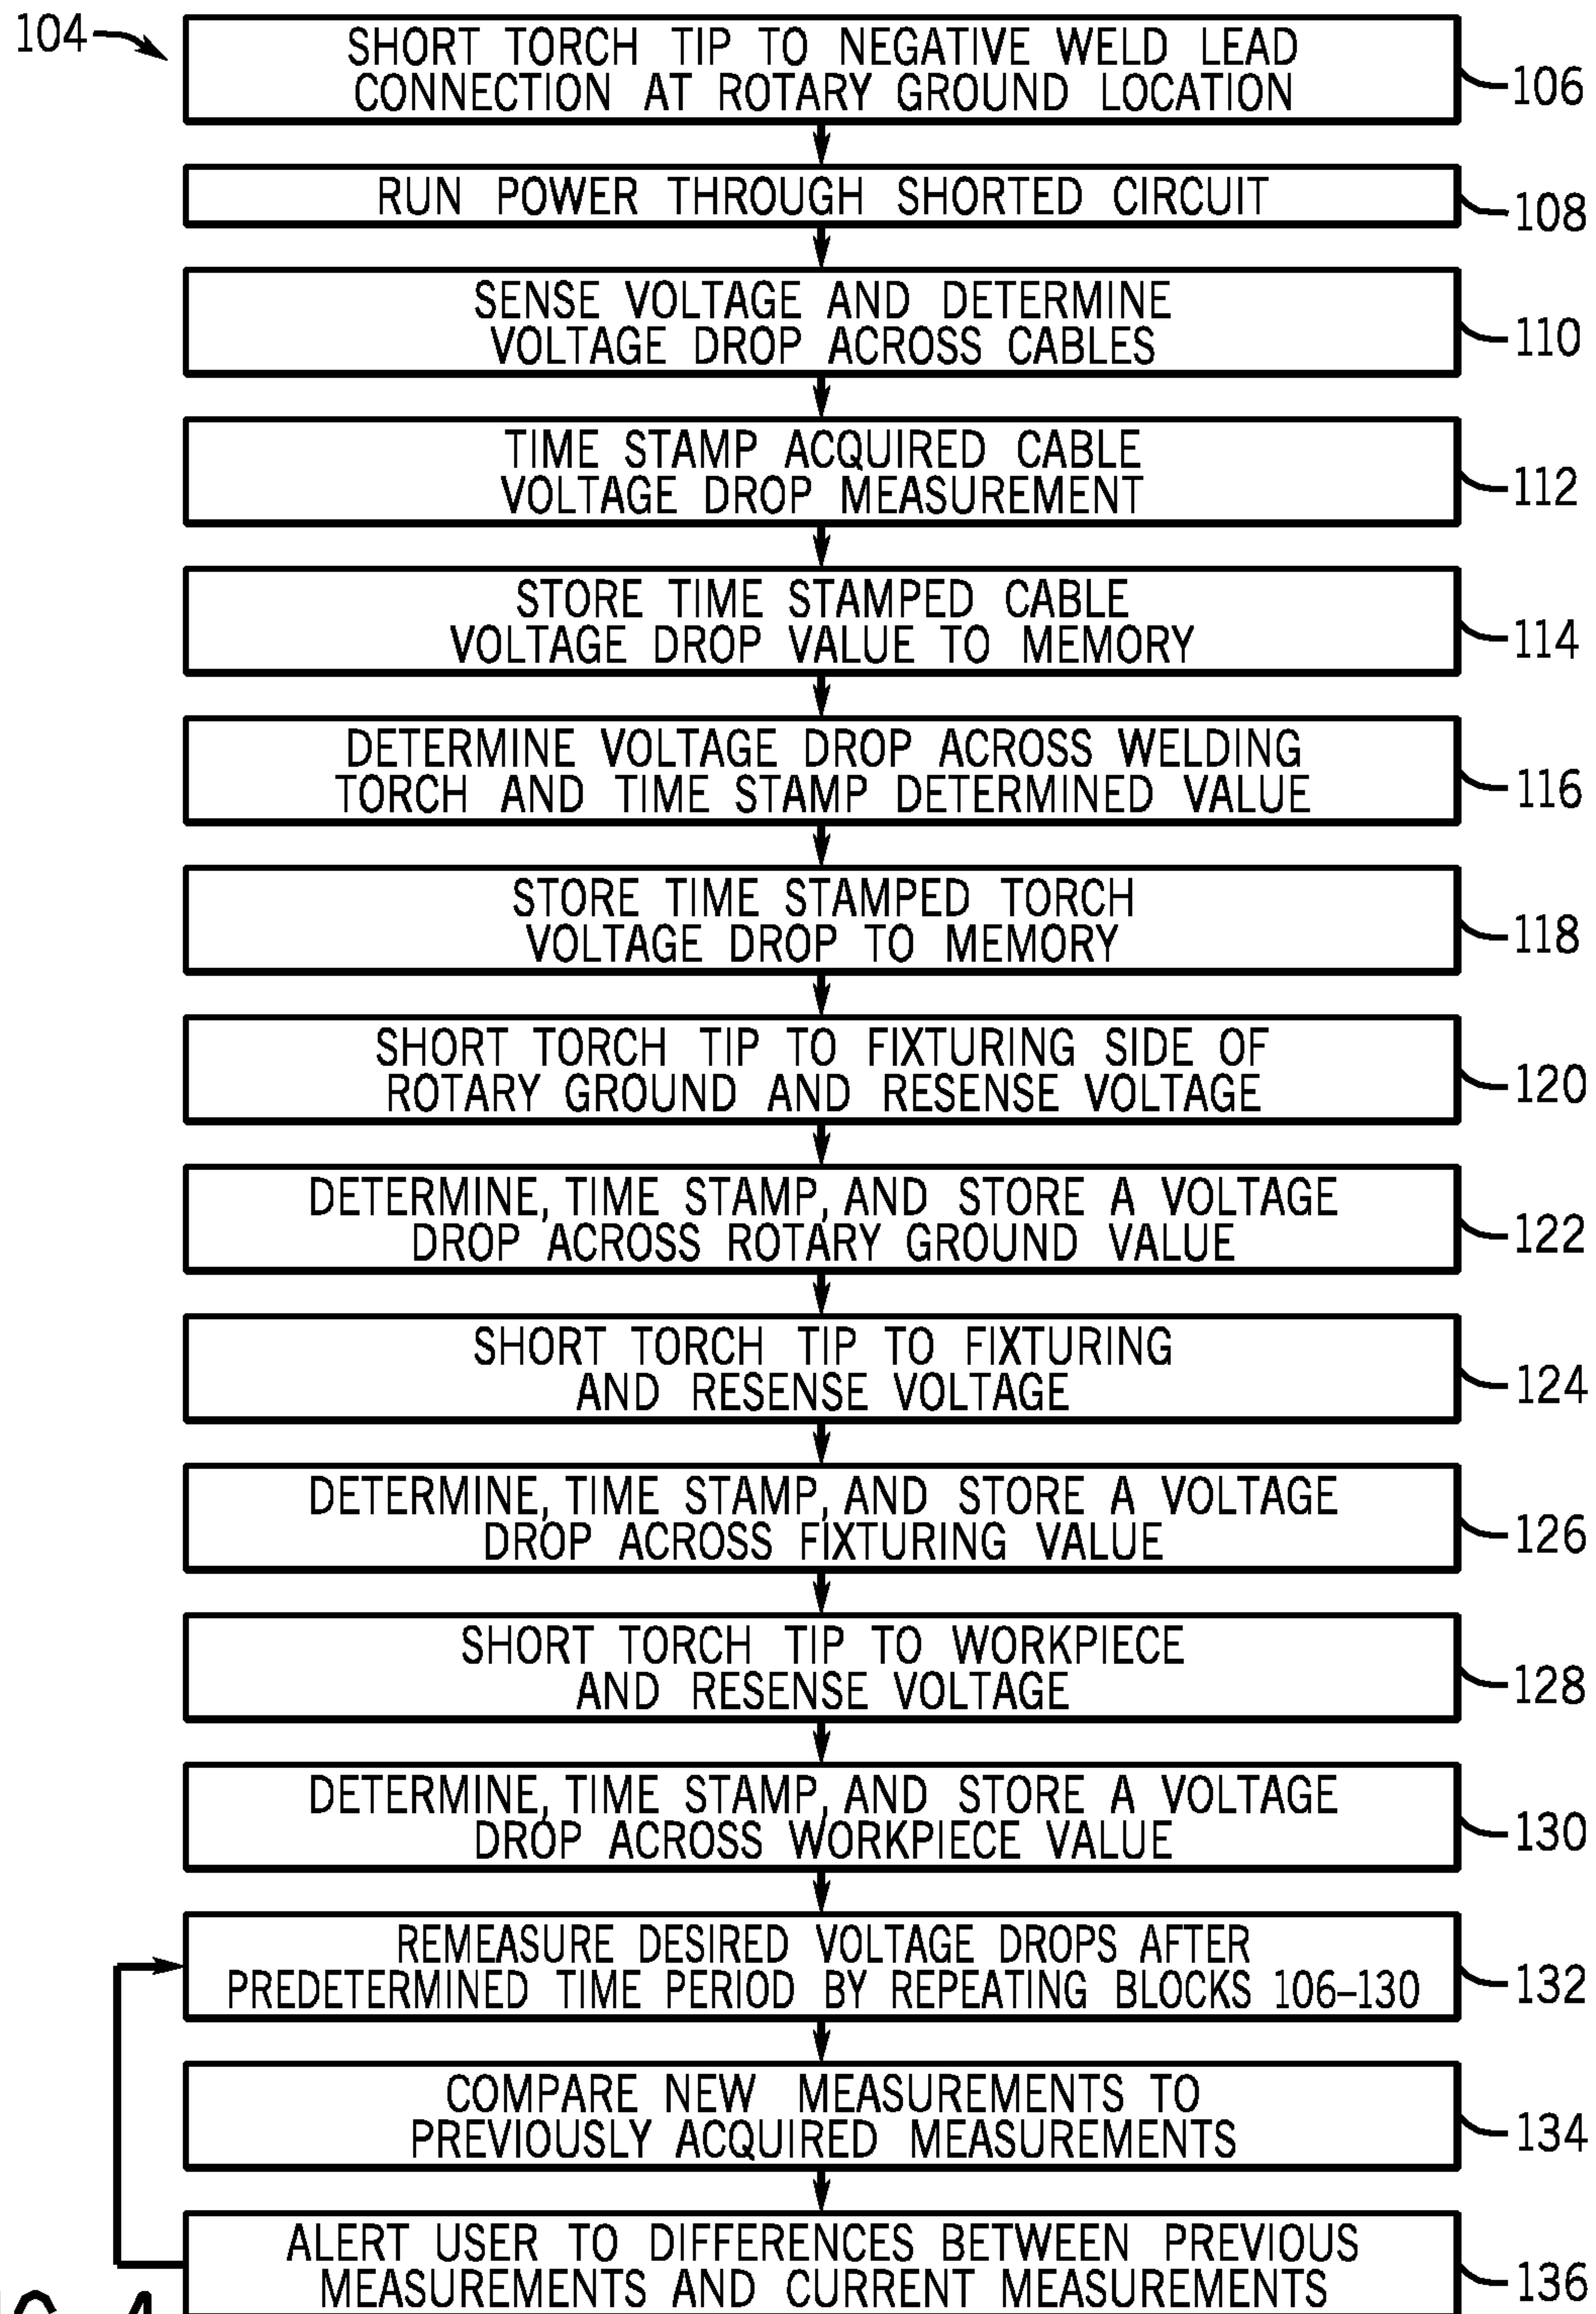 104
SHORT TORCH TIP TO NEGATIVE WELD LEAD
CONNECTION AT ROTARY GROUND LOCATION
106
RUN POWER THROUGH SHORTED CIRCUIT
108
SENSE VOLTAGE AND DETERMINE
VOLTAGE DROP ACROSS CABLES
110
TIME STAMP ACQUIRED CABLE
VOLTAGE DROP MEASUREMENT
112
STORE TIME STAMPED CABLE
VOLTAGE DROP VALUE TO MEMORY
114
DETERMINE VOLTAGE DROP ACROSS WELDING
TORCH AND TIME STAMP DETERMINED VALUE
116
STORE TIME STAMPED TORCH
VOLTAGE DROP TO MEMORY
118
SHORT TORCH TIP TO FIXTURING SIDE OF
ROTARY GROUND AND RESENSE VOLTAGE
120
DETERMINE, TIME STAMP, AND STORE A VOLTAGE
DROP ACROSS ROTARY GROUND VALUE
122
SHORT TORCH TIP TO FIXTURING
AND RESENSE VOLTAGE
124
DETERMINE, TIME STAMP, AND STORE A VOLTAGE
DROP ACROSS FIXTURING VALUE
126
SHORT TORCH TIP TO WORKPIECE
AND RESENSE VOLTAGE
128
DETERMINE, TIME STAMP, AND STORE A VOLTAGE
DROP ACROSS WORKPIECE VALUE
130
REMEASURE DESIRED VOLTAGE DROPS AFTER
PREDETERMINED TIME PERIOD BY REPEATING BLOCKS 106–130
132
COMPARE NEW MEASUREMENTS TO
PREVIOUSLY ACQUIRED MEASUREMENTS
134
ALERT USER TO DIFFERENCES BETWEEN PREVIOUS
MEASUREMENTS AND CURRENT MEASUREMENTS
136